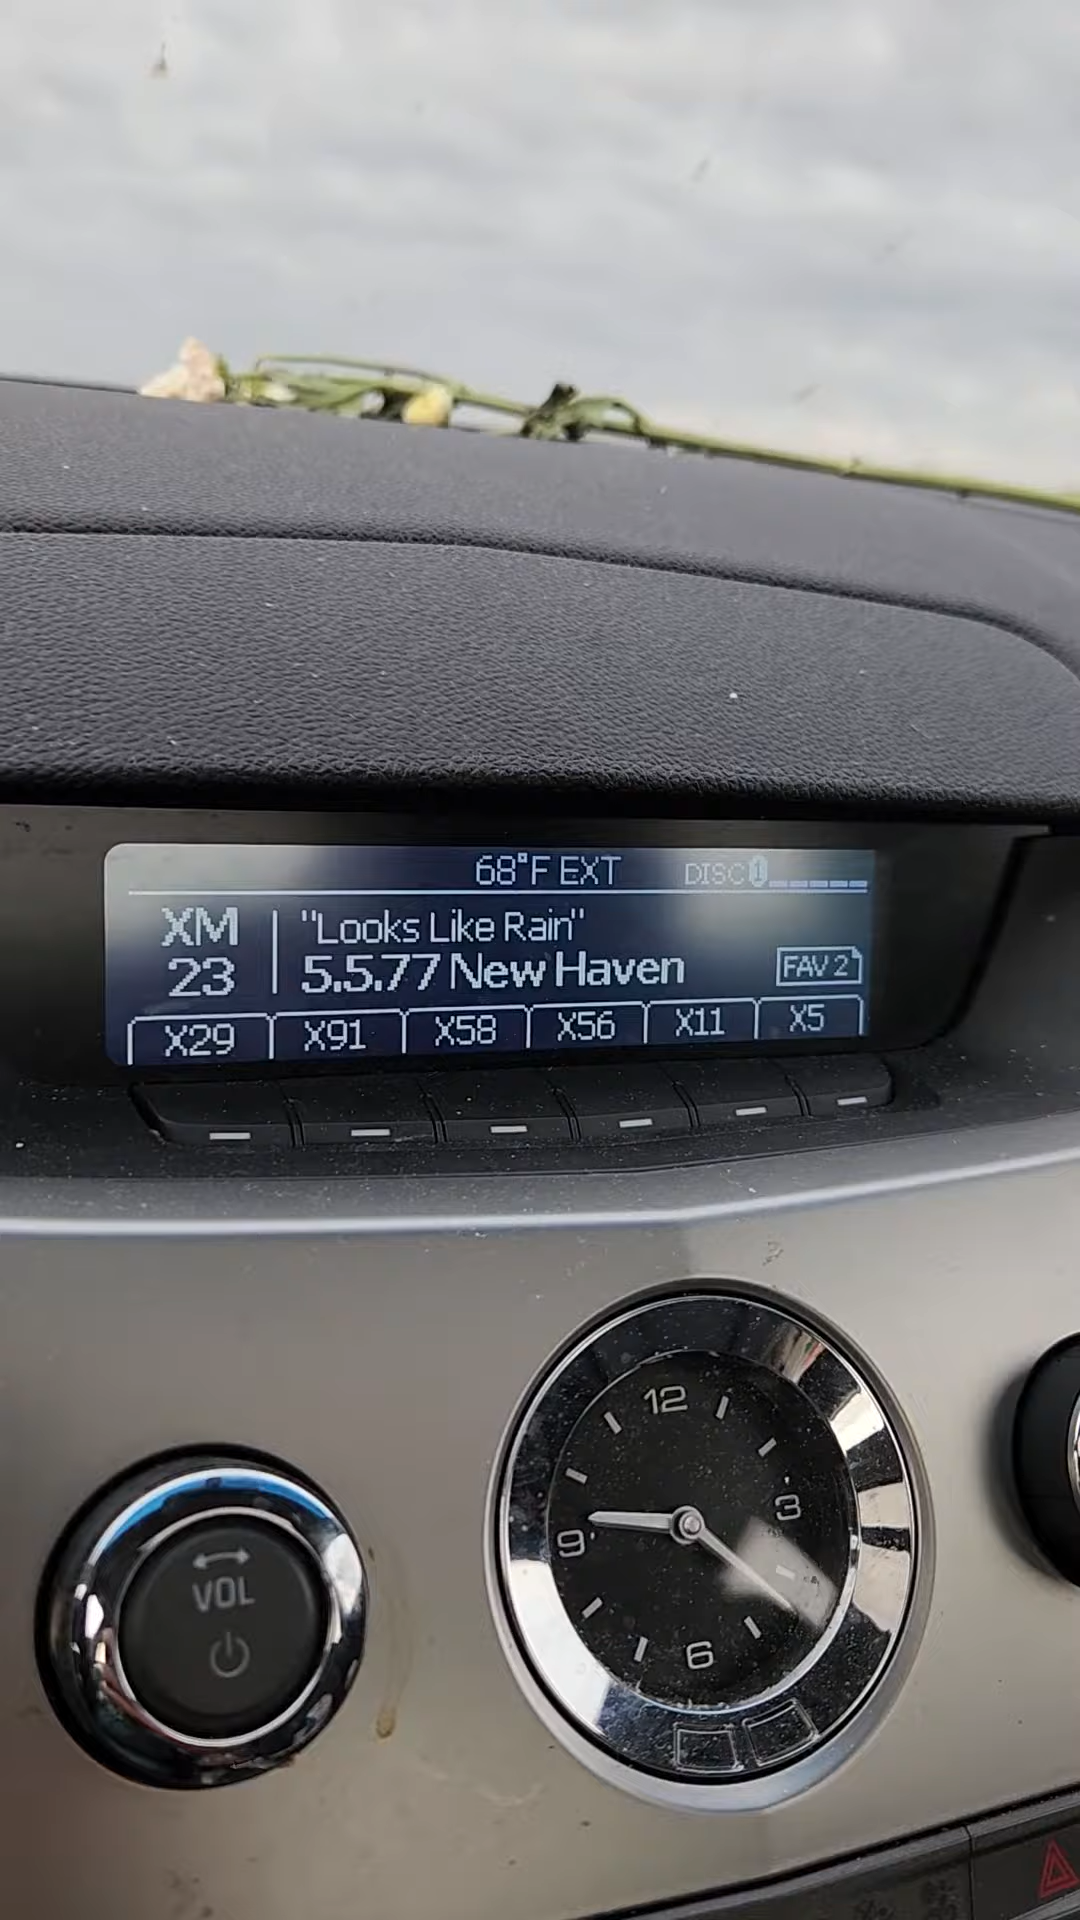 68°F EXT DISC 1
XM
23
"Looks Like Rain"
5.5.77 New Haven
FAV 2
X29 X91 X58 X56 X11 X5
12
3
9
6
VOL